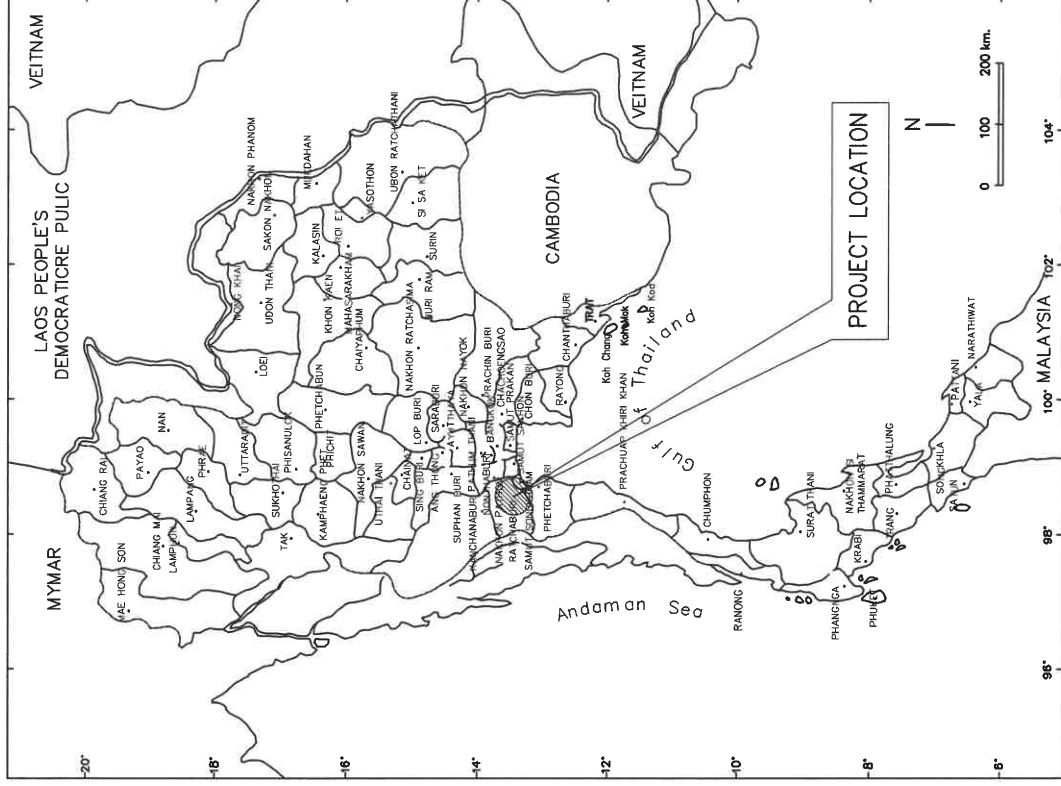 VEITNAM
LAOS PEOPLE'S
DEMOCRATICRE PULIC
MYMAR
CHIANG RAI
PAYAO
NAN
MAE HONG SON
CHIANG MAI
LAMPHUN
LAMPANG
PHRAE
UTTARADIT
SUKHOTHAI
PHISANULOK
TAK
KAMPHAENG PHET
PHICHIT
PHETCHABUN
LOEI
NONG KHAI
UDON THANI
SAKON NAKHON
NAKHON PHANOM
MUKDAHAN
KALASIN
KHON KAEN
MAHASARAKHAM
ROI ET
YASOTHON
UBON RATCHATHANI
SI SA KET
SURIN
BURI RAM
CHAIYAPHUM
NAKHON RATCHASIMA
NAKHON SAWAN
UTHAI THANI
CHAINAT
SING BURI
LOP BURI
ANG THONG
SARABURI
AYUTTHAYA
SUPHAN BURI
KANCHANABURI
PATHUM THANI
NAKHON NAYOK
NONTHABURI
BANGKOK
PRACHIN BURI
NAKHON PATHOM
CHACHOENGSAO
SAMUT PRAKAN
RATCHABURI
SAMUT SAKHON
CHON BURI
SAMUT SONGKHRAM
PHETCHABURI
RAYONG
CHANTHABURI
TRAT
CAMBODIA
VEITNAM
Koh Chang
Koh Mak
Koh Kod
PRACHUAP KHIRI KHAN
Gulf of Thailand
PROJECT LOCATION
N
0 100 200 km.
CHUMPHON
RANONG
Andaman Sea
SURAT THANI
PHANGNGA
PHUKET
KRABI
NAKHON SI
THAMMARAT
TRANG
PHATTHALUNG
SATUN
SONGKHLA
PATTANI
YALA
NARATHIWAT
MALAYSIA
20°
18°
16°
14°
12°
10°
8°
6°
96°
98°
100°
102°
104°